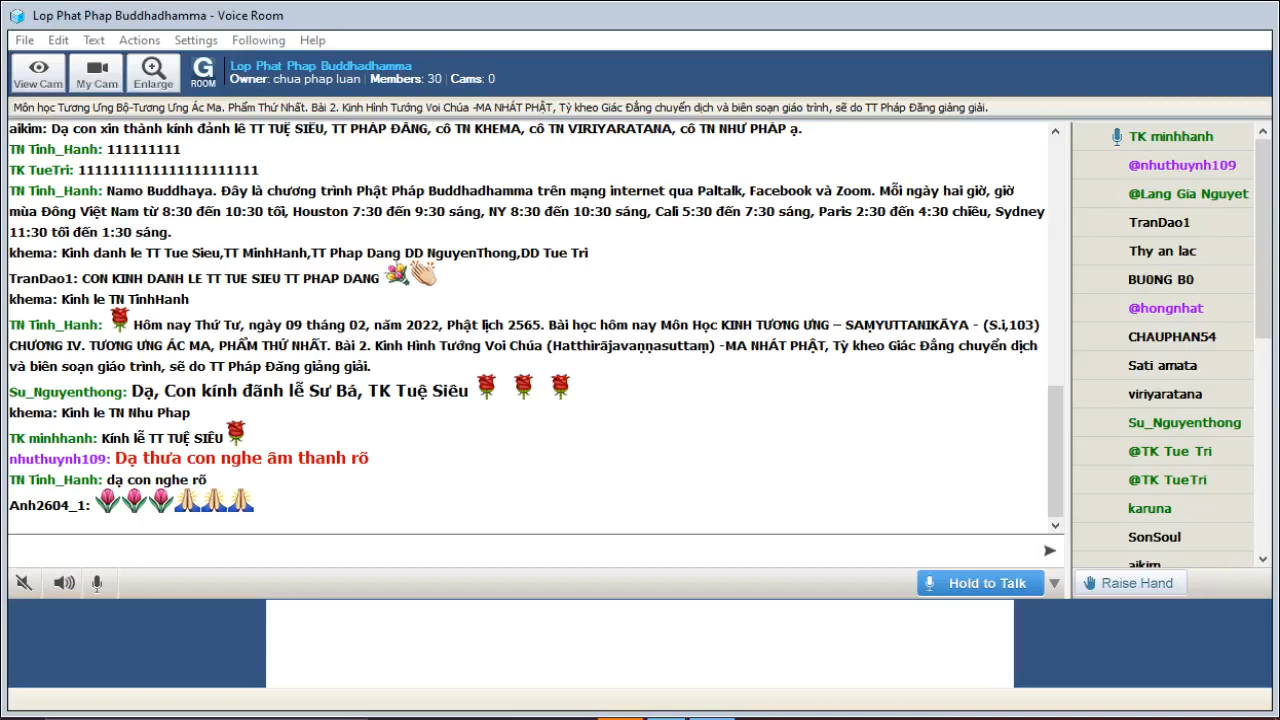 Lop Phat Phap Buddhadhamma - Voice Room
File Edit Text Actions Settings Following Help
View Cam
My Cam
Enlarge
G ROOM
Lop Phat Phap Buddhadhamma
Owner: chua phap luan | Members: 30 | Cams: 0
Môn học Tương Ưng Bộ-Tương Ưng Ác Ma. Phẩm Thứ Nhất. Bài 2. Kinh Hình Tướng Voi Chúa -MA NHÁT PHẬT, Tỳ kheo Giác Đẳng chuyển dịch và biên soạn giáo trình, sẽ do TT Pháp Đăng giảng giải.
aikim: Dạ con xin thành kính đảnh lễ TT TUỆ SIÊU, TT PHÁP ĐĂNG, cô TN KHEMA, cô TN VIRIYARATANA, cô TN NHƯ PHÁP ạ.
TN Tinh_Hanh: 111111111
TK TueTri: 1111111111111111111111
TN Tinh_Hanh: Namo Buddhaya. Đây là chương trình Phật Pháp Buddhadhamma trên mạng internet qua Paltalk, Facebook và Zoom. Mỗi ngày hai giờ, giờ
mùa Đông Việt Nam từ 8:30 đến 10:30 tối, Houston 7:30 đến 9:30 sáng, NY 8:30 đến 10:30 sáng, Cali 5:30 đến 7:30 sáng, Paris 2:30 đến 4:30 chiều, Sydney
11:30 tối đến 1:30 sáng.
khema: Kinh danh le TT Tue Sieu,TT MinhHanh,TT Phap Dang DD NguyenThong,DD Tue Tri
TranDao1: CON KINH DANH LE TT TUE SIEU TT PHAP DANG
khema: Kinh le TN TinhHanh
TN Tinh_Hanh: Hôm nay Thứ Tư, ngày 09 tháng 02, năm 2022, Phật lịch 2565. Bài học hôm nay Môn Học KINH TƯƠNG ƯNG – SAṂYUTTANIKĀYA - (S.i,103)
CHƯƠNG IV. TƯƠNG ƯNG ÁC MA, PHẨM THỨ NHẤT. Bài 2. Kinh Hình Tướng Voi Chúa (Hatthirājavaṇṇasuttaṃ) -MA NHÁT PHẬT, Tỳ kheo Giác Đẳng chuyển dịch
và biên soạn giáo trình, sẽ do TT Pháp Đăng giảng giải.
Su_Nguyenthong: Dạ, Con kính đãnh lễ Sư Bá, TK Tuệ Siêu
khema: Kinh le TN Nhu Phap
TK minhhanh: Kính lễ TT TUỆ SIÊU
nhuthuynh109: Dạ thưa con nghe âm thanh rõ
TN Tinh_Hanh: dạ con nghe rõ
Anh2604_1:
Hold to Talk
TK minhhanh
@nhuthuynh109
@Lang Gia Nguyet
TranDao1
Thy an lac
BU0NG B0
@hongnhat
CHAUPHAN54
Sati amata
viriyaratana
Su_Nguyenthong
@TK Tue Tri
@TK TueTri
karuna
SonSoul
aikim
Raise Hand